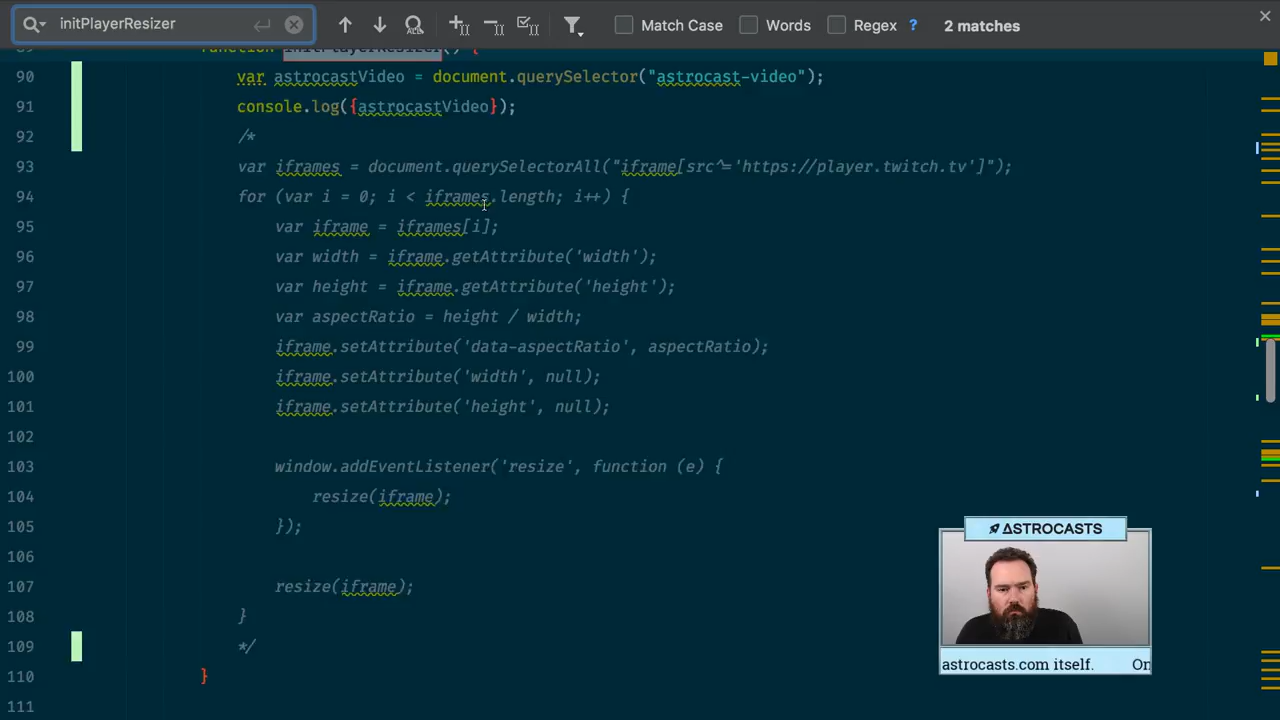 initPlayerResizer
ALL
Match Case
Words
Regex
?
2 matches
89 function initPlayerResizer() {
90 var astrocastVideo = document.querySelector("astrocast-video");
91 console.log({astrocastVideo});
92 /*
93 var iframes = document.querySelectorAll("iframe[src^='https://player.twitch.tv']");
94 for (var i = 0; i < iframes.length; i++) {
95 var iframe = iframes[i];
96 var width = iframe.getAttribute('width');
97 var height = iframe.getAttribute('height');
98 var aspectRatio = height / width;
99 iframe.setAttribute('data-aspectRatio', aspectRatio);
100 iframe.setAttribute('width', null);
101 iframe.setAttribute('height', null);
102
103 window.addEventListener('resize', function (e) {
104 resize(iframe);
105 });
106
107 resize(iframe);
108 }
109 */
110 }
111
ΔSTROCASTS
astrocasts.com itself. On